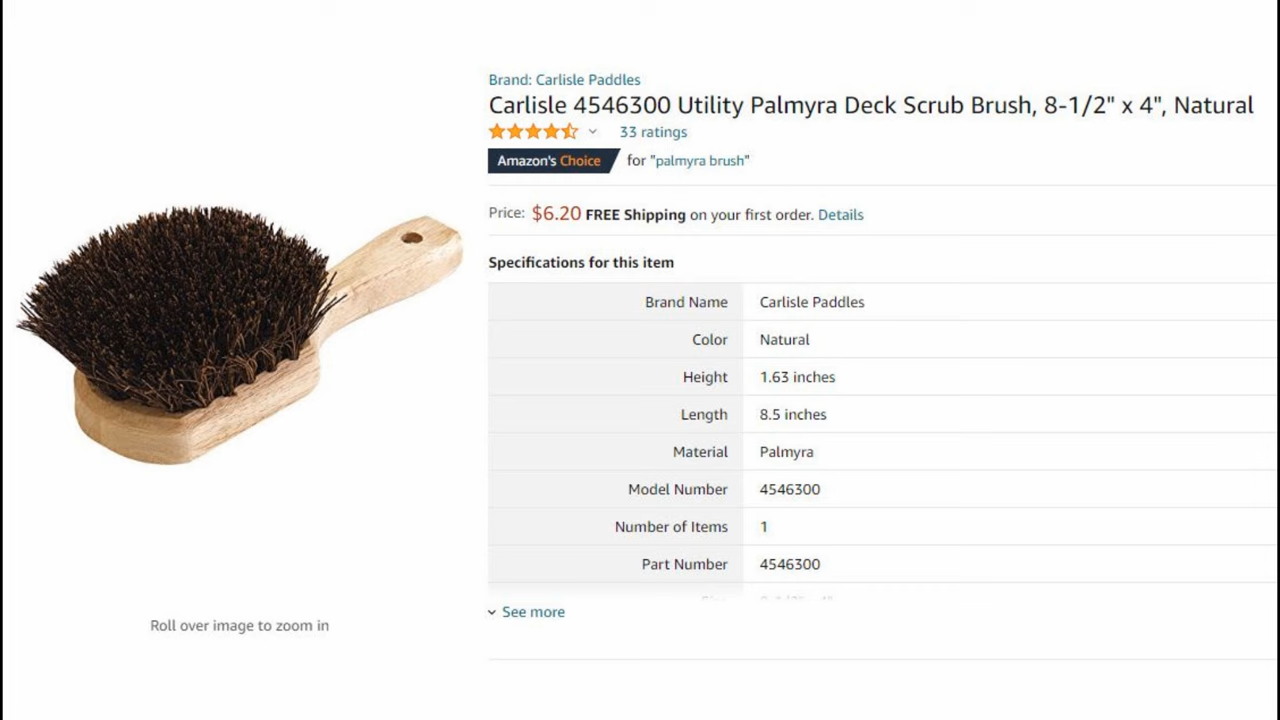 Brand: Carlisle Paddles
Carlisle 4546300 Utility Palmyra Deck Scrub Brush, 8-1/2" x 4", Natural
33 ratings
Amazon's Choice for "palmyra brush"
Price: $6.20 FREE Shipping on your first order. Details
Specifications for this item
Brand Name Carlisle Paddles
Color Natural
Height 1.63 inches
Length 8.5 inches
Material Palmyra
Model Number 4546300
Number of Items 1
Part Number 4546300
See more
Roll over image to zoom in